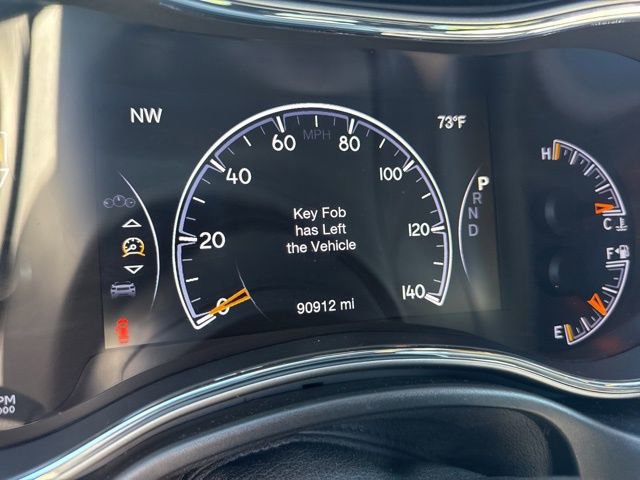 NW
73°F
MPH
0
20
40
60
80
100
120
140
Key Fob
has Left
the Vehicle
90912 mi
P
R
N
D
H
C
F
E
PM